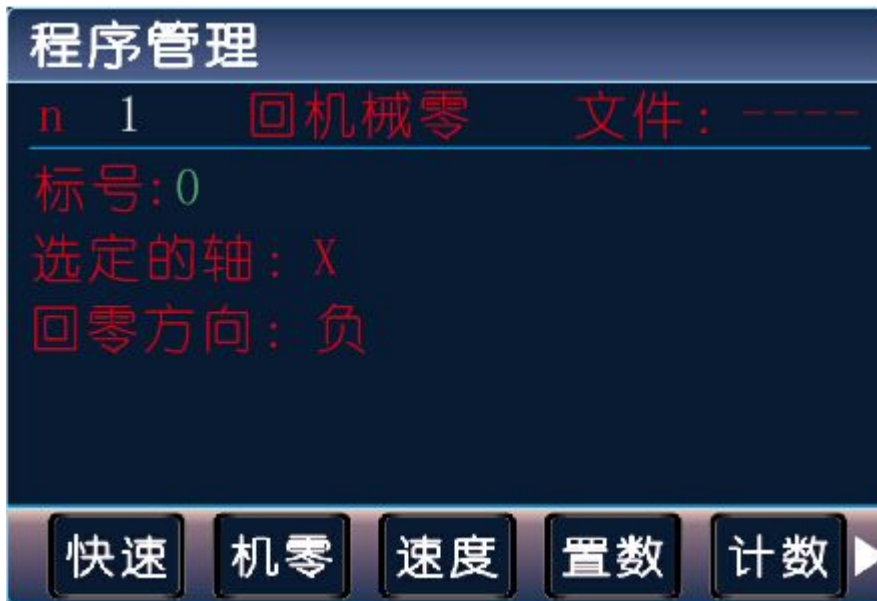 程序管理
n 1 回机械零 文件: ----
标号:0
选定的轴: X
回零方向: 负
快速 机零 速度 置数 计数